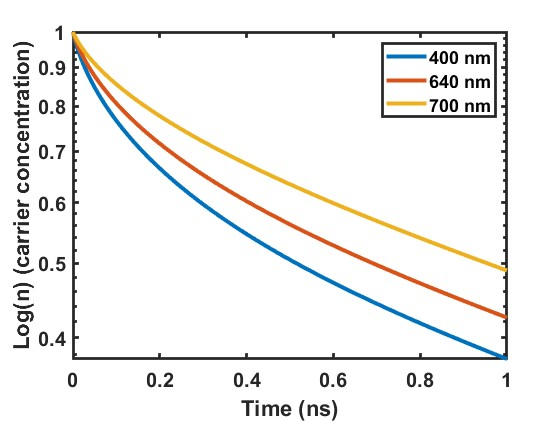 1
0.9
0.8
0.7
0.6
0.5
0.4
Log(n) (carrier concentration)
400 nm
640 nm
700 nm
0 0.2 0.4 0.6 0.8 1
Time (ns)